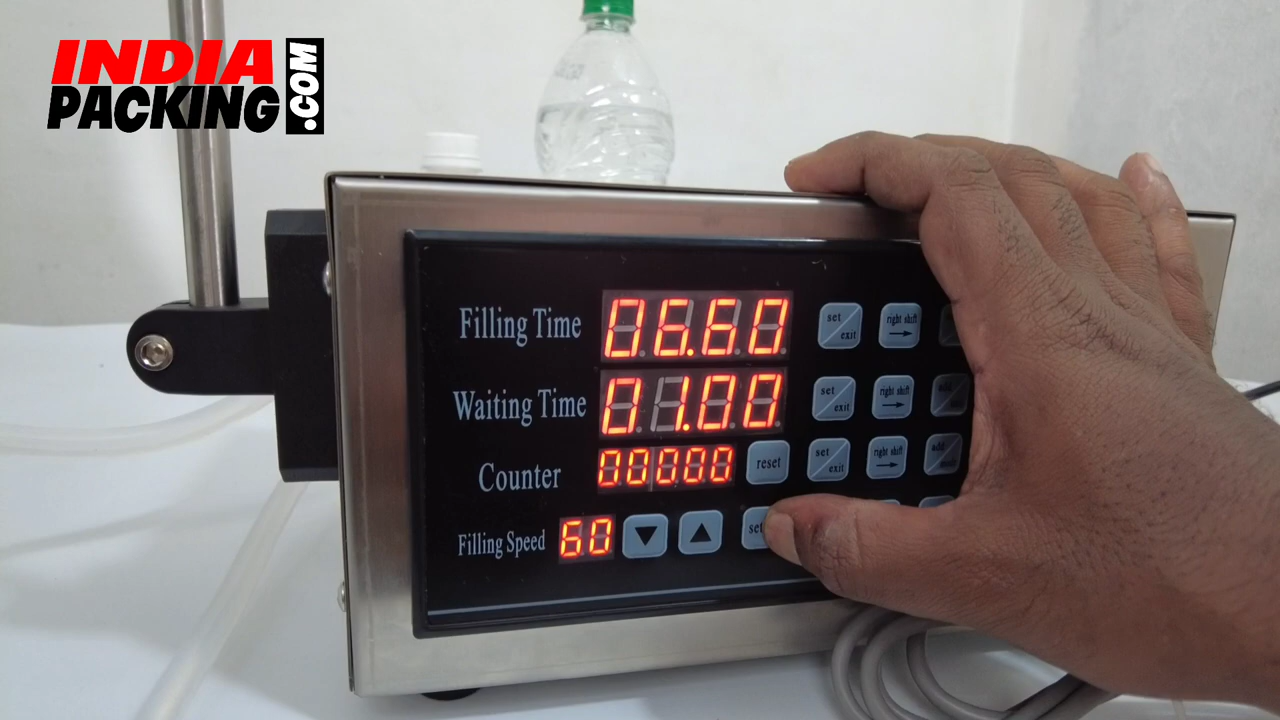 INDIA
PACKING
.COM
Filling Time 06.60 set exit right shift
Waiting Time 01.00 set exit right shift
Counter 00000 reset set exit right shift add
Filling Speed 60 set